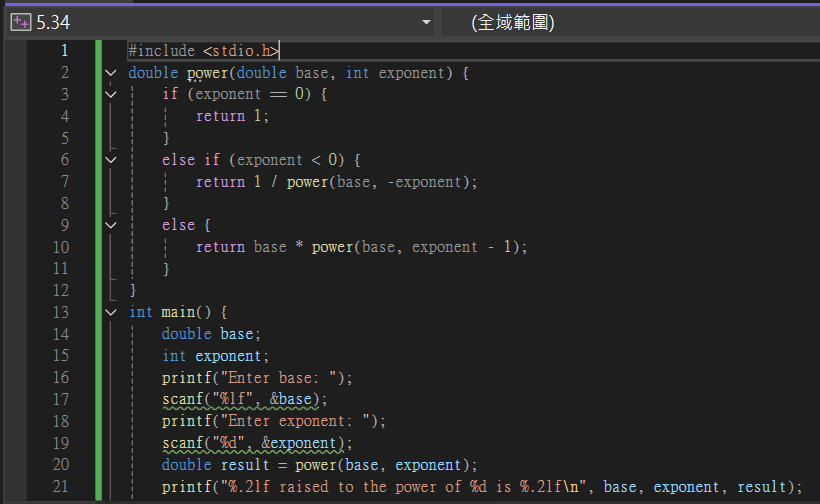 5.34 (全域範圍)
1 #include <stdio.h>
2 double power(double base, int exponent) {
3 if (exponent == 0) {
4 return 1;
5 }
6 else if (exponent < 0) {
7 return 1 / power(base, -exponent);
8 }
9 else {
10 return base * power(base, exponent - 1);
11 }
12 }
13 int main() {
14 double base;
15 int exponent;
16 printf("Enter base: ");
17 scanf("%lf", &base);
18 printf("Enter exponent: ");
19 scanf("%d", &exponent);
20 double result = power(base, exponent);
21 printf("%.2lf raised to the power of %d is %.2lf\n", base, exponent, result);